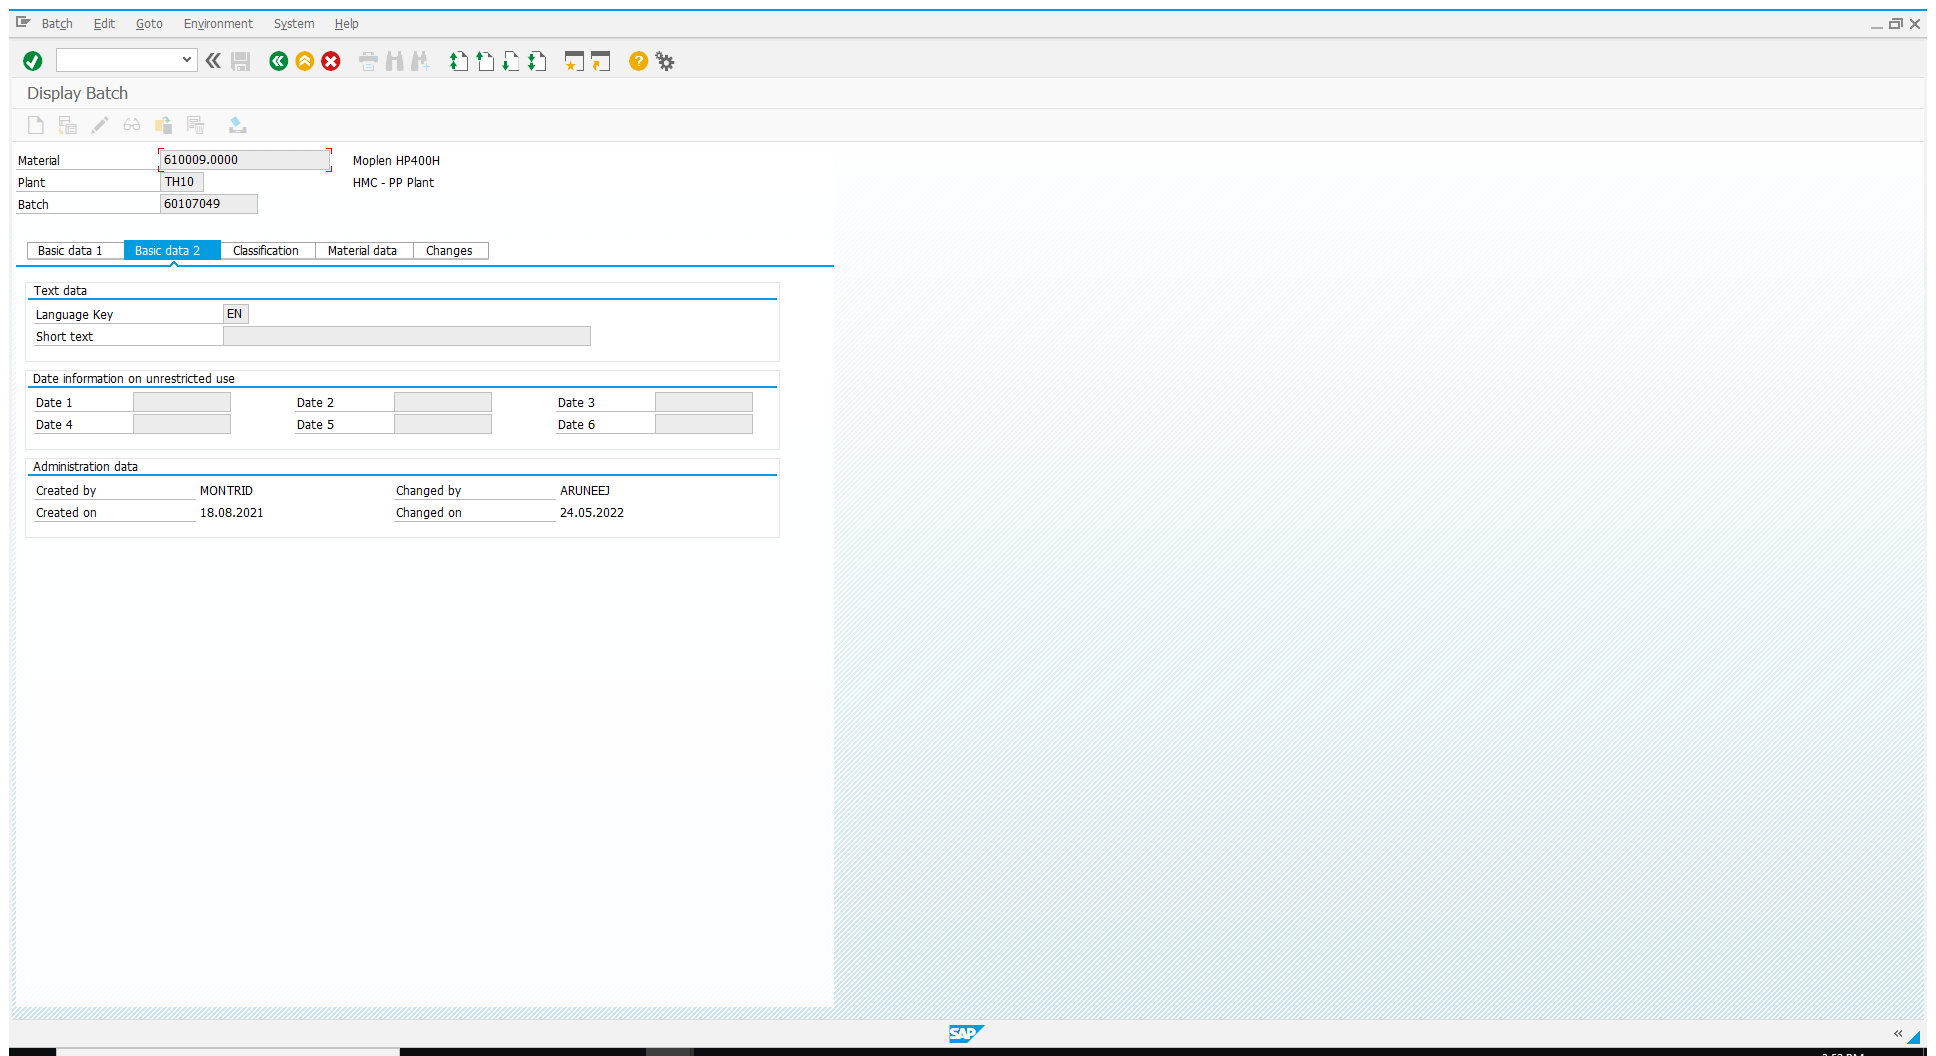 Batch Edit Goto Environment System Help
Display Batch
Material 610009.0000 Moplen HP400H
Plant TH10 HMC - PP Plant
Batch 60107049
Basic data 1 Basic data 2 Classification Material data Changes
Text data
Language Key EN
Short text
Date information on unrestricted use
Date 1 Date 2 Date 3
Date 4 Date 5 Date 6
Administration data
Created by MONTRID Changed by ARUNEEJ
Created on 18.08.2021 Changed on 24.05.2022
SAP